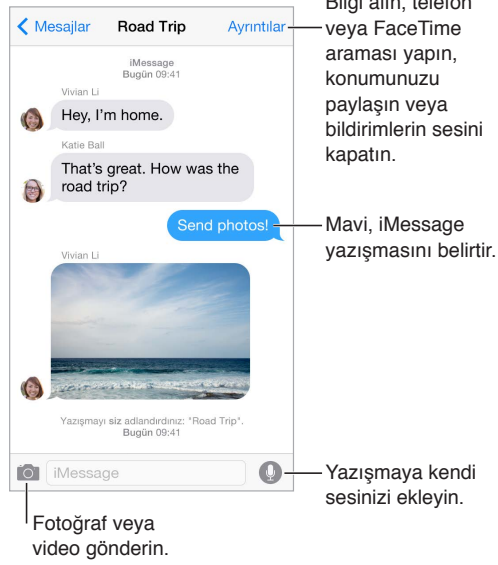 Bilgi alın, telefon
veya FaceTime
araması yapın,
konumunuzu
paylaşın veya
bildirimlerin sesini
kapatın.
Mesajlar Road Trip Ayrıntılar
iMessage
Bugün 09:41
Vivian Li
Hey, I'm home.
Katie Ball
That's great. How was the
road trip?
Send photos!
Mavi, iMessage
yazışmasını belirtir.
Vivian Li
Yazışmayı siz adlandırdınız: "Road Trip".
Bugün 09:41
iMessage
Yazışmaya kendi
sesinizi ekleyin.
Fotoğraf veya
video gönderin.